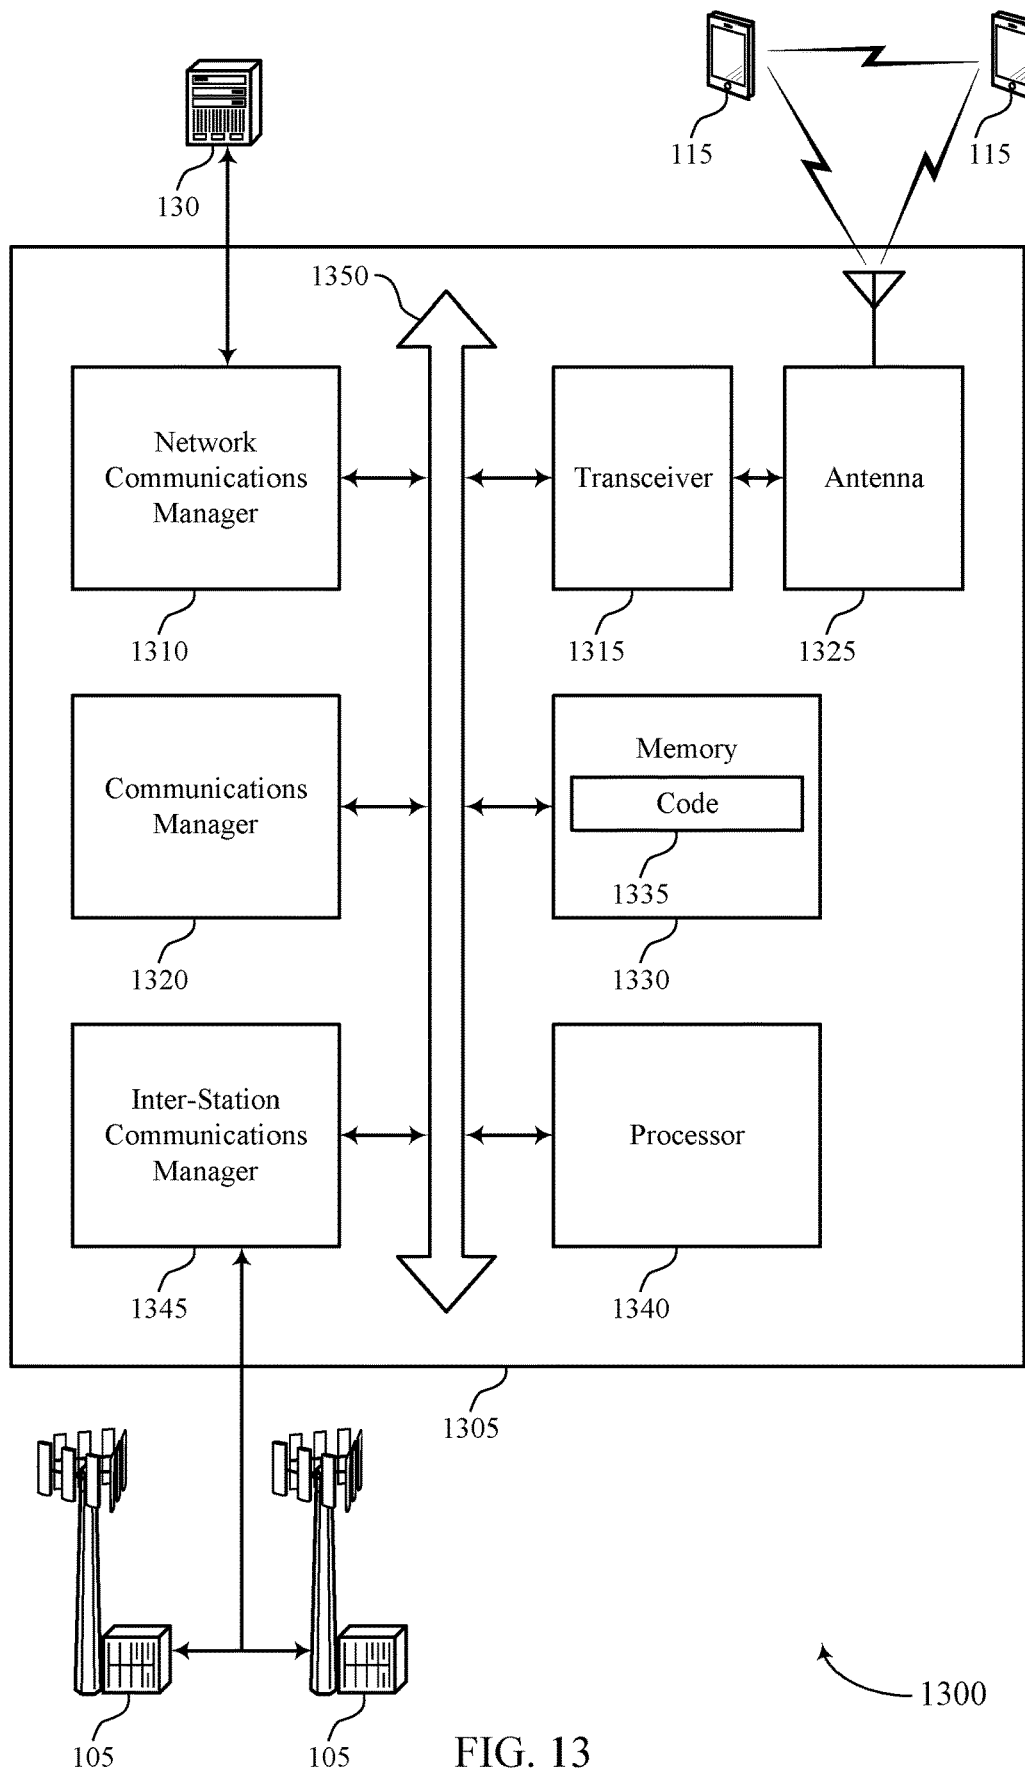 130
115
115
1350
Network
Communications
Manager
Transceiver
Antenna
1310
1315
1325
Communications
Manager
Memory
Code
1335
1320
1330
Inter-Station
Communications
Manager
Processor
1345
1340
1305
105
105
1300
FIG. 13